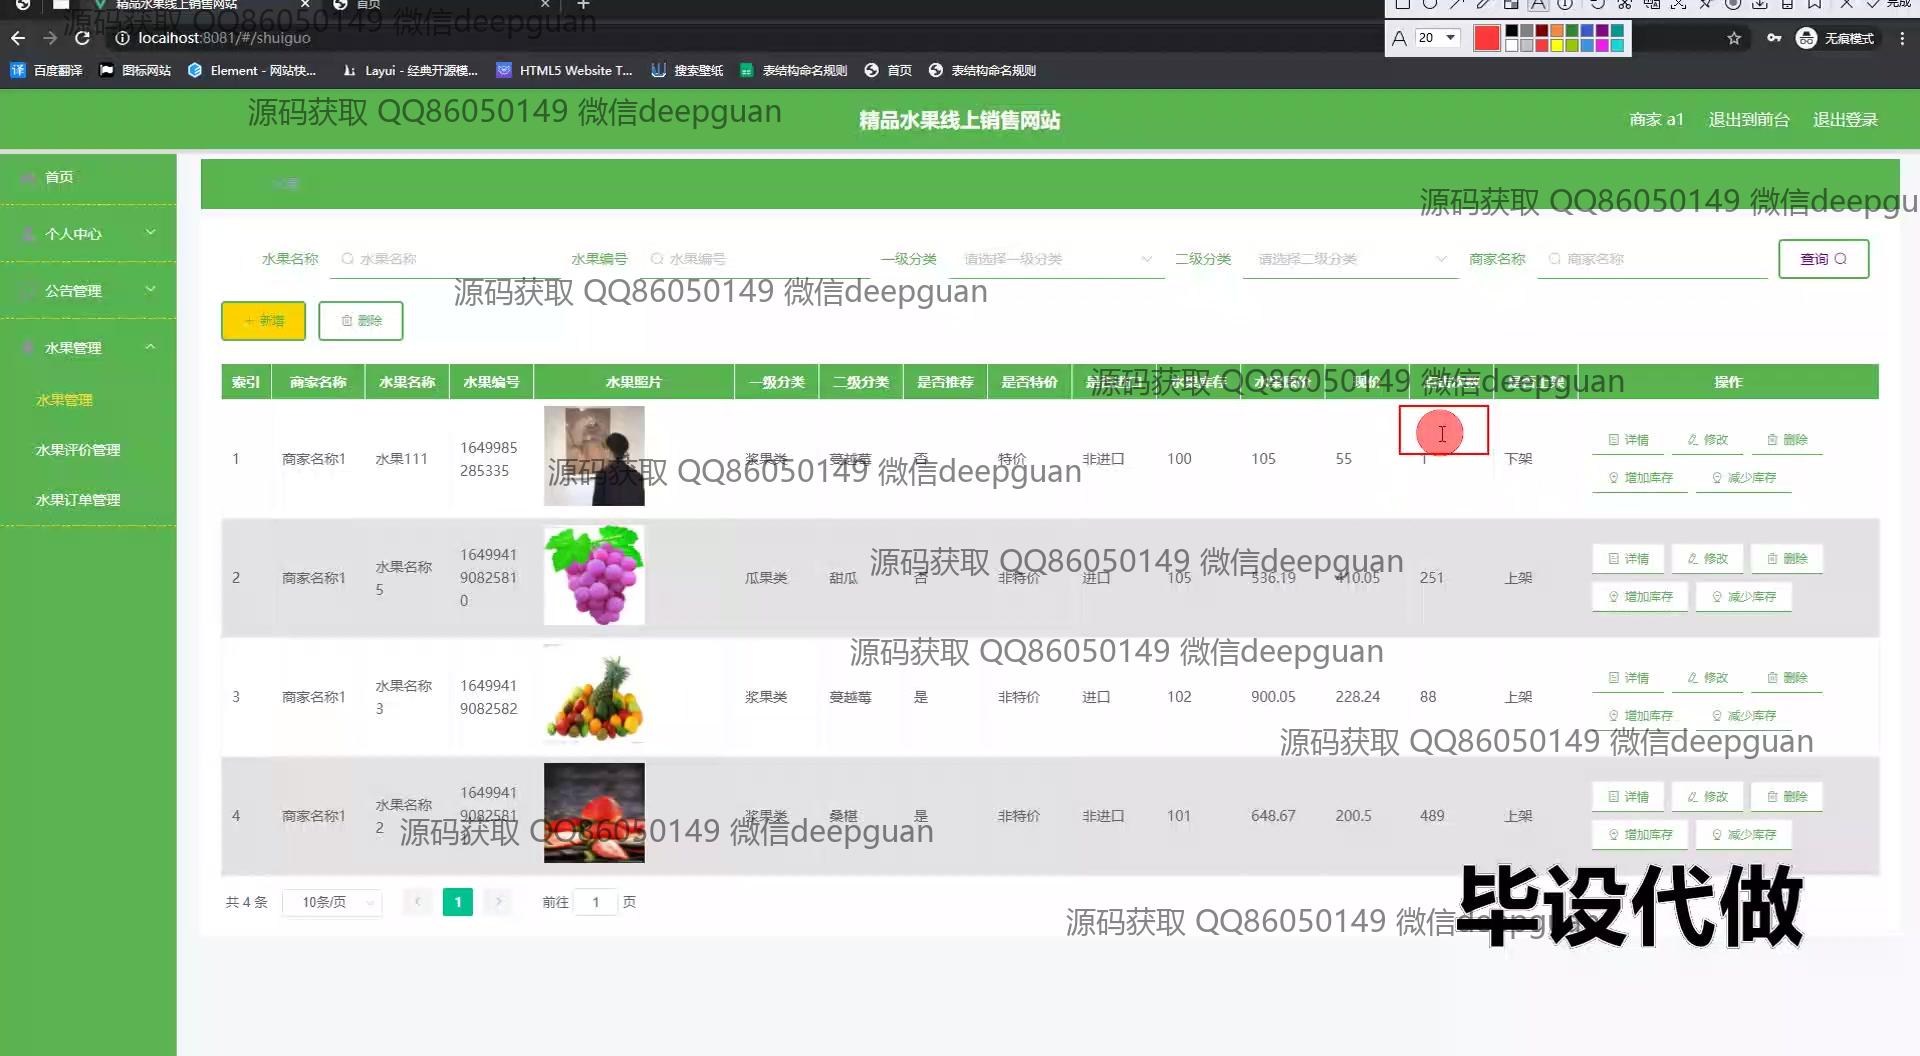 精品水果线上销售网站
首页
localhost:8081/#/shuiguo
20
完成
无痕模式
百度翻译
图标网站
Element - 网站快...
Layui - 经典开源模...
HTML5 Website T...
搜索壁纸
表结构命名规则
首页
表结构命名规则
源码获取 QQ86050149 微信deepguan
源码获取 QQ86050149 微信deepguan
精品水果线上销售网站
商家 a1
退出到前台
退出登录
首页
个人中心
公告管理
水果管理
水果管理
水果评价管理
水果订单管理
源码获取 QQ86050149 微信deepgu
水果名称 水果名称 水果编号 水果编号 一级分类 请选择一级分类 二级分类 请选择二级分类 商家名称 商家名称 查询
源码获取 QQ86050149 微信deepguan
新增 删除
索引 商家名称 水果名称 水果编号 水果照片 一级分类 二级分类 是否推荐 是否特价 操作
源码获取 QQ86050149 微信deepguan
1 商家名称1 水果111 1649985285335 浆果类 蔓越莓 否 特价 非进口 100 105 55 1 下架
详情 修改 删除
增加库存 减少库存
源码获取 QQ86050149 微信deepguan
2 商家名称1 水果名称5 164994190825810 瓜果类 甜瓜 否 非特价 进口 105 536.19 410.05 251 上架
详情 修改 删除
增加库存 减少库存
源码获取 QQ86050149 微信deepguan
源码获取 QQ86050149 微信deepguan
3 商家名称1 水果名称3 16499419082582 浆果类 蔓越莓 是 非特价 进口 102 900.05 228.24 88 上架
详情 修改 删除
增加库存 减少库存
源码获取 QQ86050149 微信deepguan
4 商家名称1 水果名称2 16499419082581 浆果类 桑椹 是 非特价 非进口 101 648.67 200.5 489 上架
详情 修改 删除
增加库存 减少库存
源码获取 QQ86050149 微信deepguan
共 4 条 10条/页 1 前往 1 页
源码获取 QQ86050149 微信deepguan
毕设代做